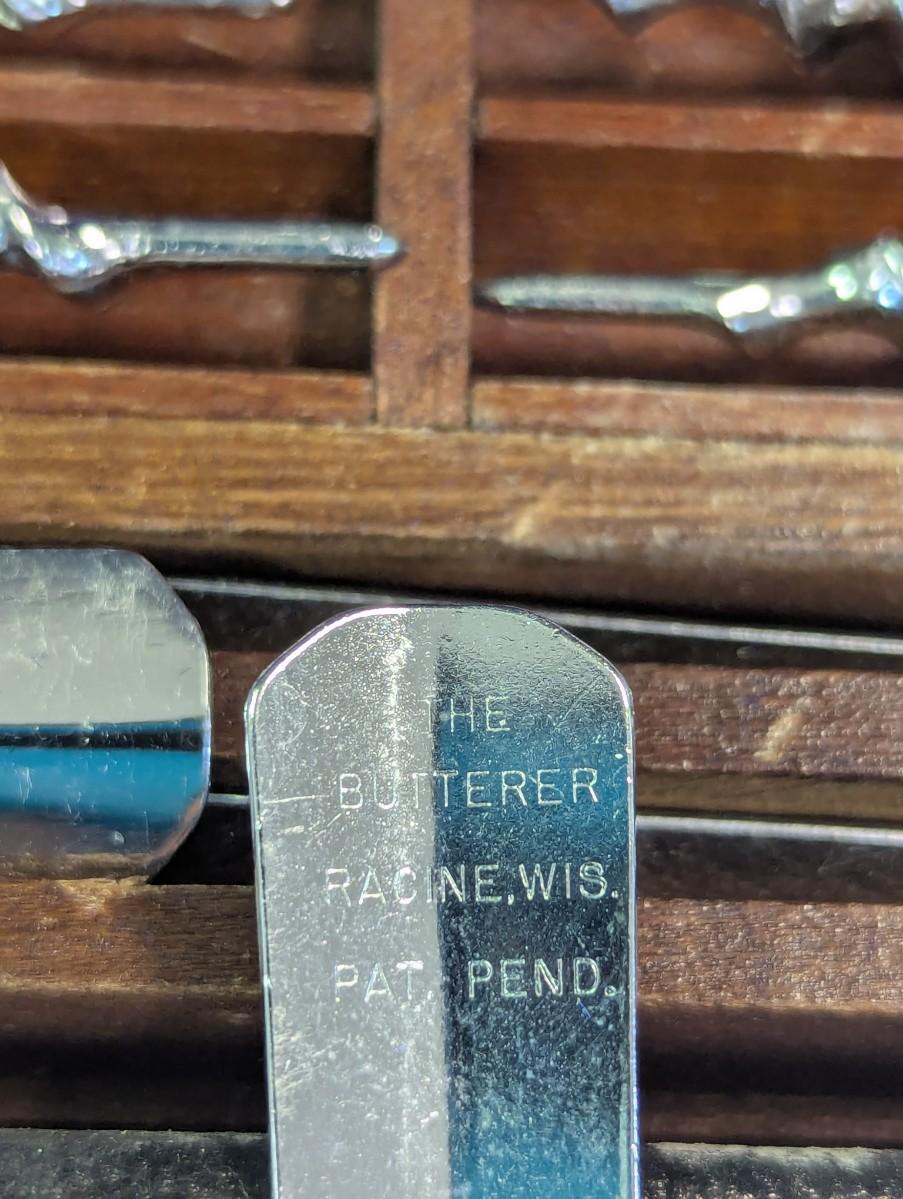 THE
BUTTERER
RACINE,WIS.
PAT. PEND.